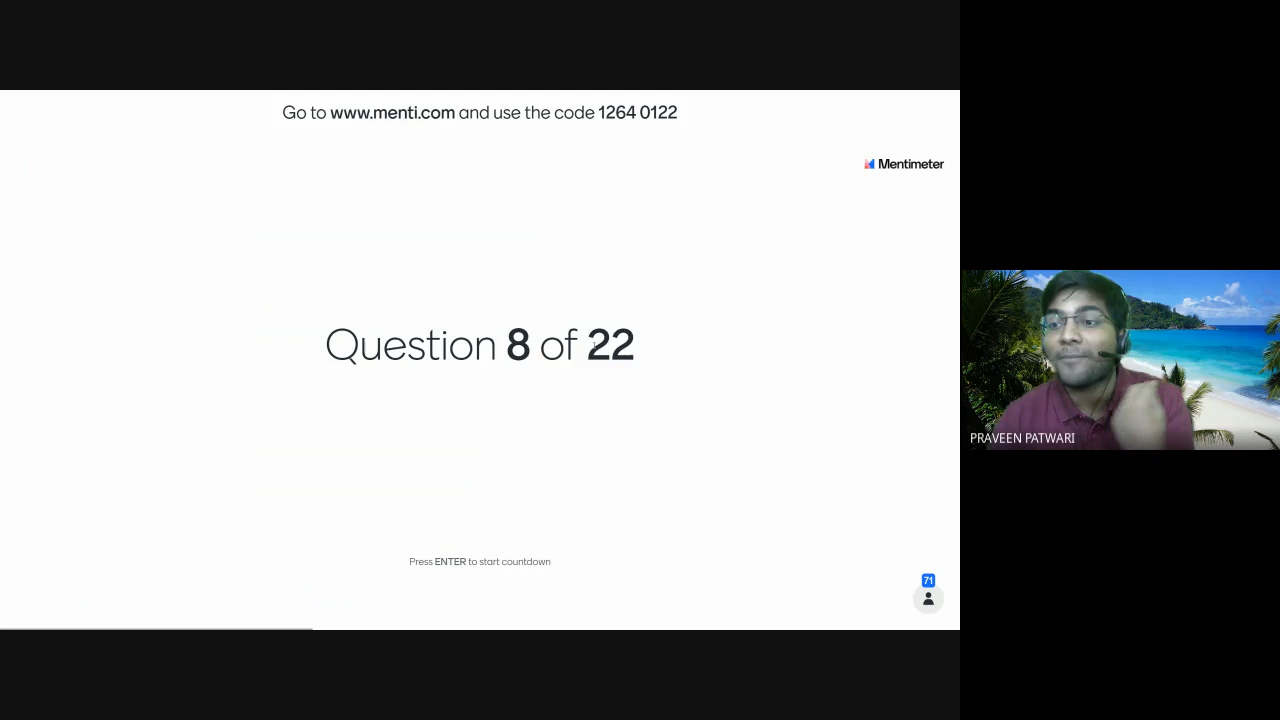 Go to www.menti.com and use the code 1264 0122
Mentimeter
Question 8 of 22
PRAVEEN PATWARI
Press ENTER to start countdown
71